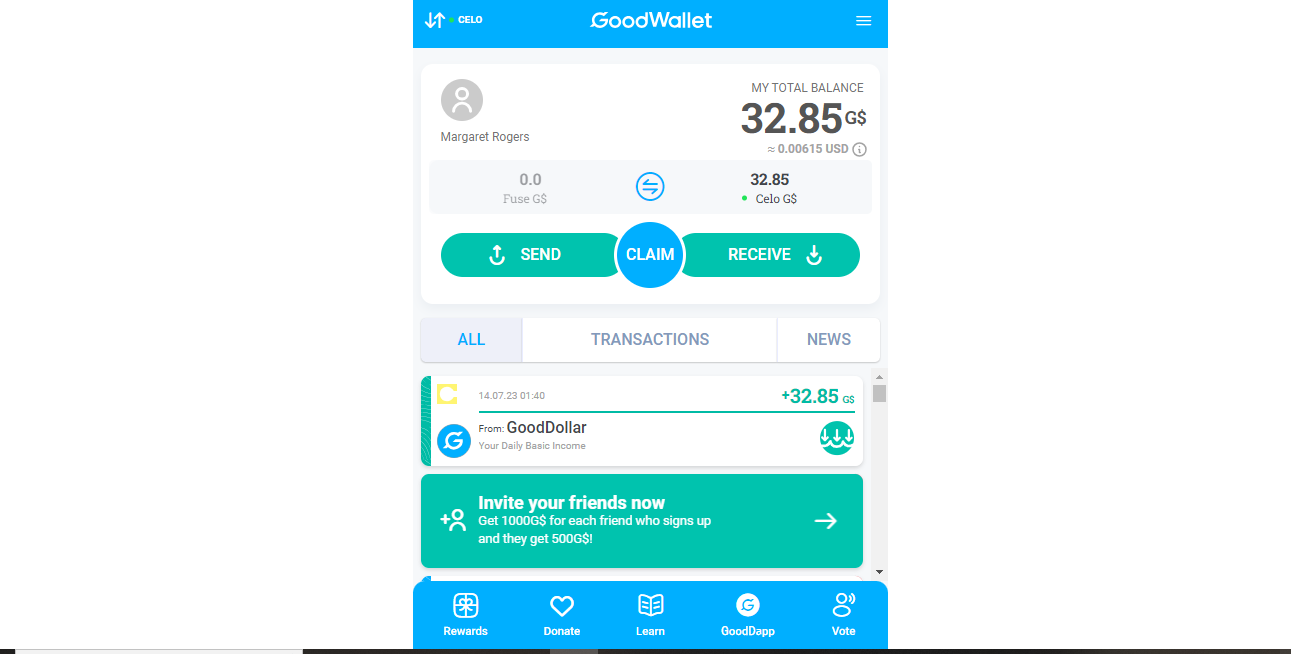 CELO
GoodWallet
MY TOTAL BALANCE
32.85 G$
≈ 0.00615 USD
Margaret Rogers
0.0
Fuse G$
32.85
Celo G$
SEND
CLAIM
RECEIVE
ALL
TRANSACTIONS
NEWS
14.07.23 01:40
+32.85 G$
From: GoodDollar
Your Daily Basic Income
Invite your friends now
Get 1000G$ for each friend who signs up
and they get 500G$!
Rewards
Donate
Learn
GoodDapp
Vote